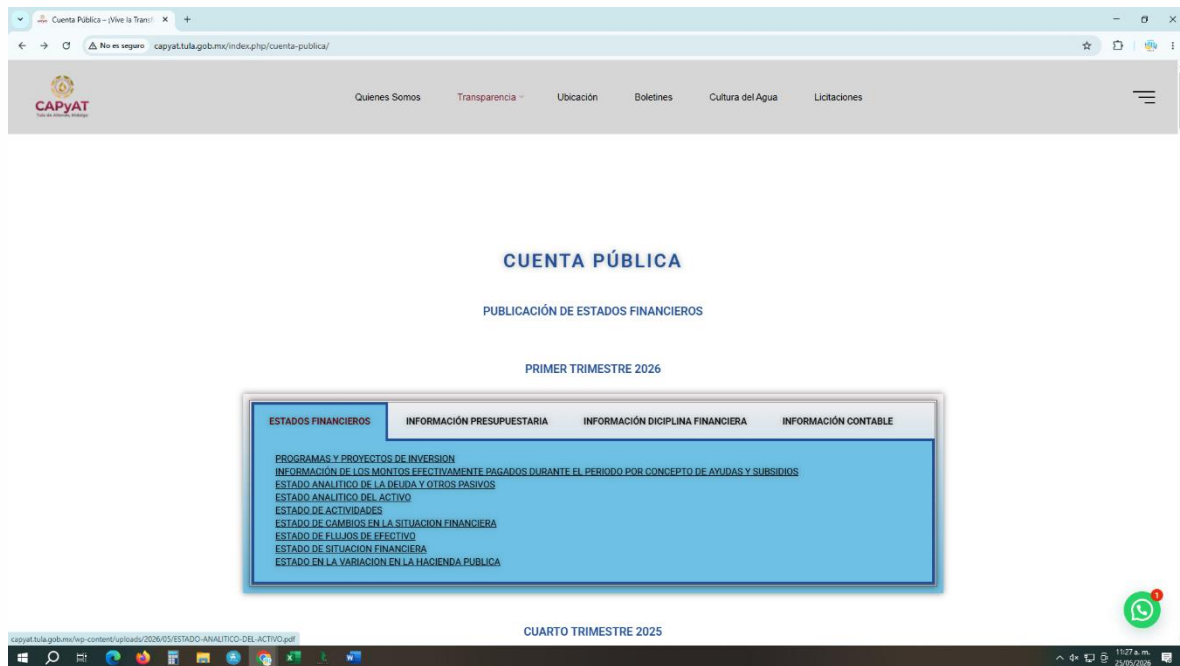 Cuenta Pública – ¡Vive la Transf
No es seguro capyat.tula.gob.mx/index.php/cuenta-publica/
CAPyAT
Tula de Allende, Hidalgo
Quienes Somos Transparencia Ubicación Boletines Cultura del Agua Licitaciones
CUENTA PÚBLICA
PUBLICACIÓN DE ESTADOS FINANCIEROS
PRIMER TRIMESTRE 2026
ESTADOS FINANCIEROS INFORMACIÓN PRESUPUESTARIA INFORMACIÓN DICIPLINA FINANCIERA INFORMACIÓN CONTABLE
PROGRAMAS Y PROYECTOS DE INVERSION
INFORMACIÓN DE LOS MONTOS EFECTIVAMENTE PAGADOS DURANTE EL PERIODO POR CONCEPTO DE AYUDAS Y SUBSIDIOS
ESTADO ANALITICO DE LA DEUDA Y OTROS PASIVOS
ESTADO ANALITICO DEL ACTIVO
ESTADO DE ACTIVIDADES
ESTADO DE CAMBIOS EN LA SITUACION FINANCIERA
ESTADO DE FLUJOS DE EFECTIVO
ESTADO DE SITUACION FINANCIERA
ESTADO EN LA VARIACION EN LA HACIENDA PUBLICA
1
CUARTO TRIMESTRE 2025
capyat.tula.gob.mx/wp-content/uploads/2026/05/ESTADO-ANALITICO-DEL-ACTIVO.pdf
11:27 a. m.
25/05/2026